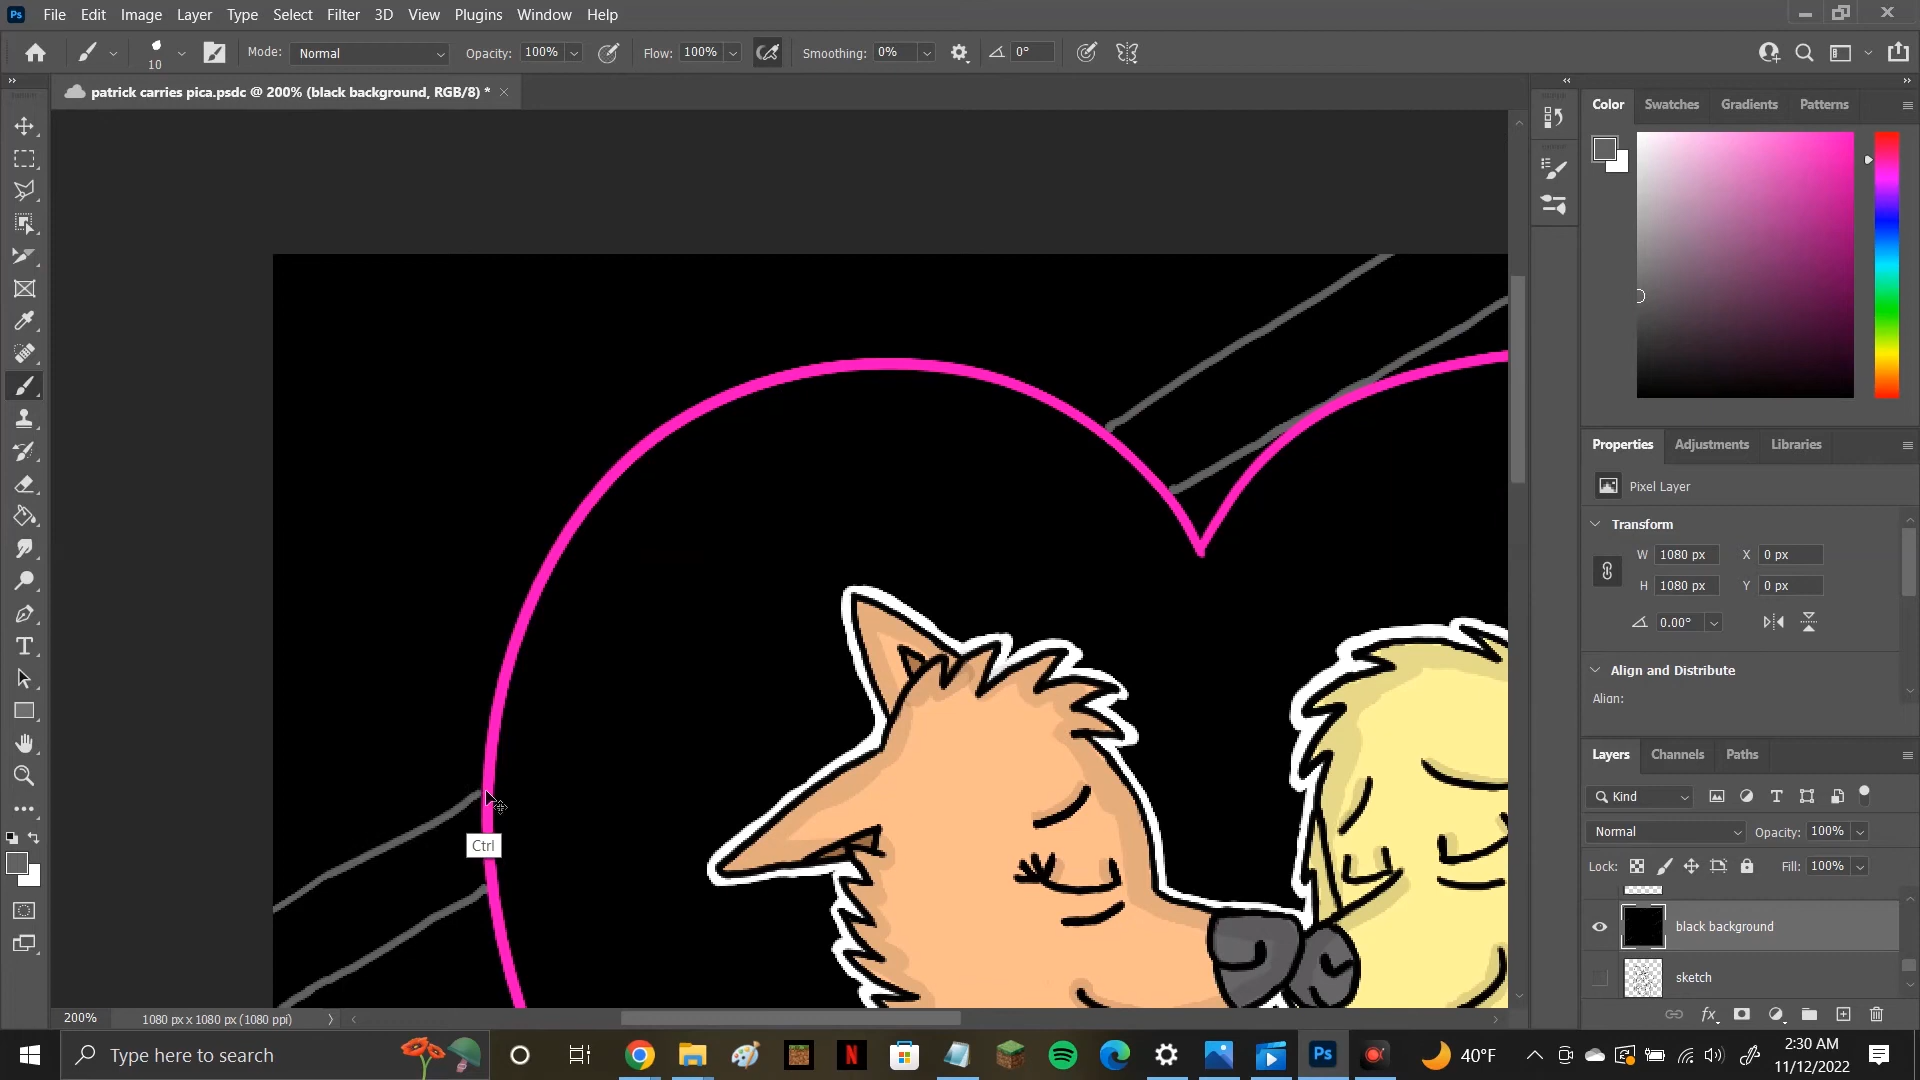 Ps File Edit Image Layer Type Select Filter 3D View Plugins Window Help
10 Mode: Normal Opacity: 100% Flow: 100% Smoothing: 0% 0°
patrick carries pica.psdc @ 200% (black background, RGB/8) *
Color Swatches Gradients Patterns
Properties Adjustments Libraries
Pixel Layer
Transform
W 1080 px X 0 px
H 1080 px Y 0 px
0.00°
Align and Distribute
Align:
Layers Channels Paths
Kind
Normal Opacity: 100%
Lock: Fill: 100%
black background
sketch
Ctrl
200% 1080 px x 1080 px (1080 ppi)
Type here to search
N
Ps
40°F
2:30 AM
11/12/2022